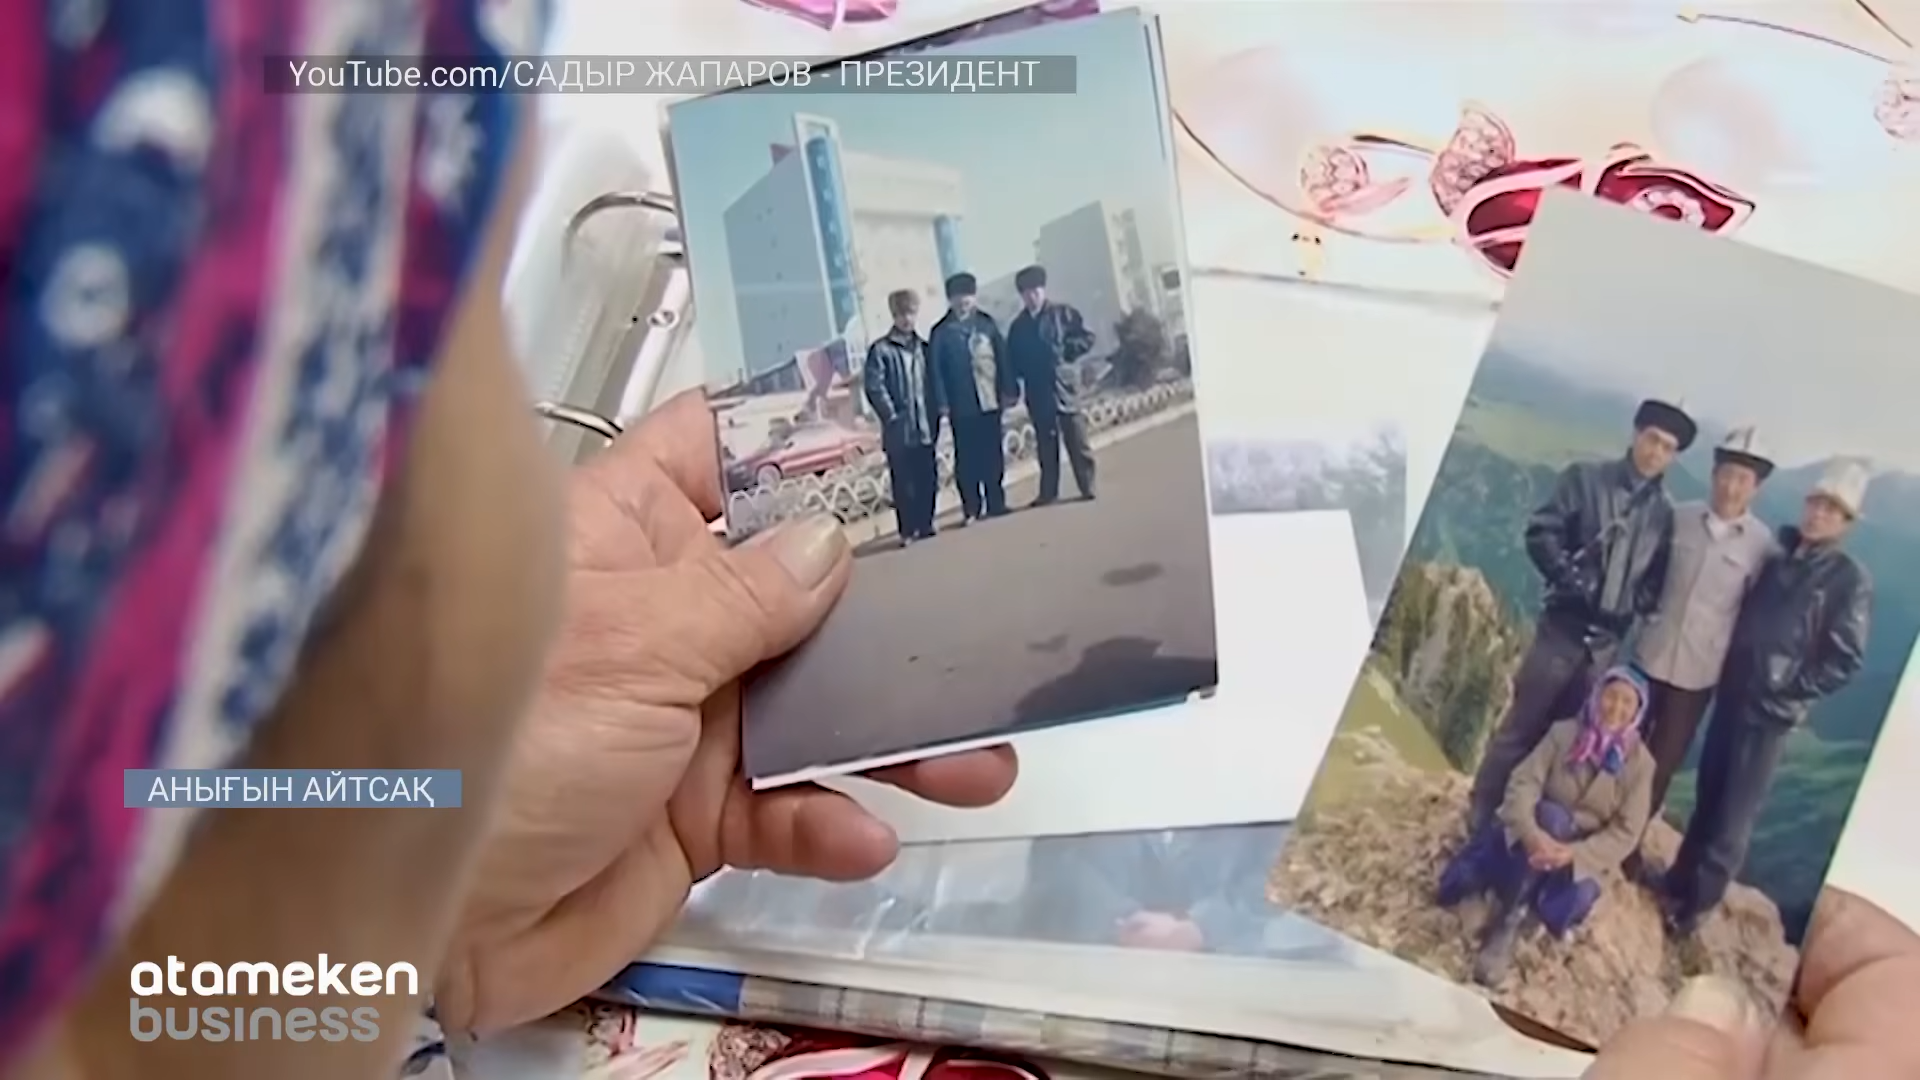 YouTube.com/САДЫР ЖАПАРОВ - ПРЕЗИДЕНТ
АНЫҒЫН АЙТСАҚ
atameken
business